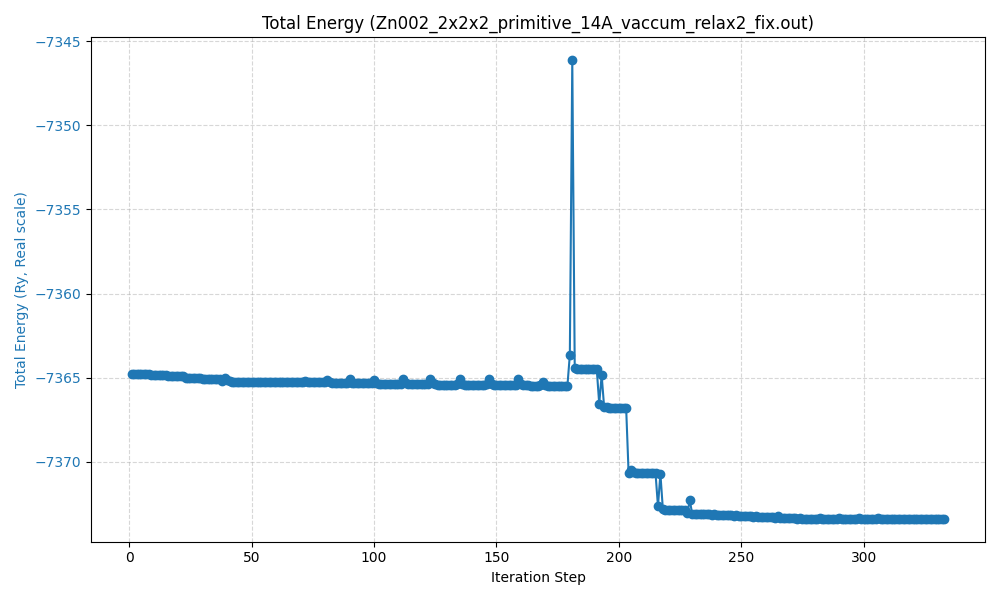 Total Energy (Zn002_2x2x2_primitive_14A_vaccum_relax2_fix.out)
−7345
−7350
−7355
−7360
−7365
−7370
Total Energy (Ry, Real scale)
0 50 100 150 200 250 300
Iteration Step